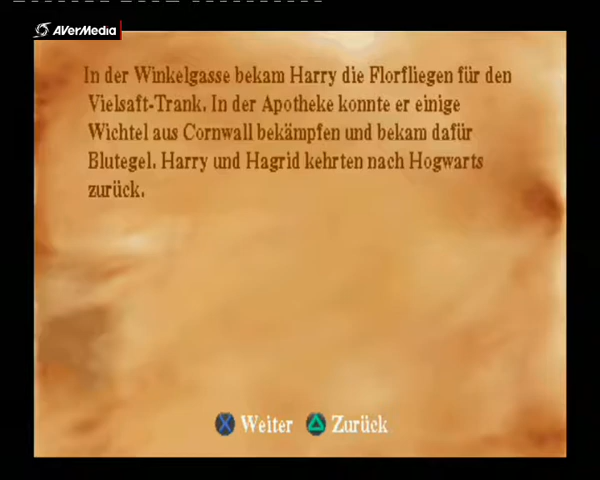 AVerMedia
In der Winkelgasse bekam Harry die Florfliegen für den
Vielsaft-Trank. In der Apotheke konnte er einige
Wichtel aus Cornwall bekämpfen und bekam dafür
Blutegel. Harry und Hagrid kehrten nach Hogwarts
zurück.
Weiter Zurück